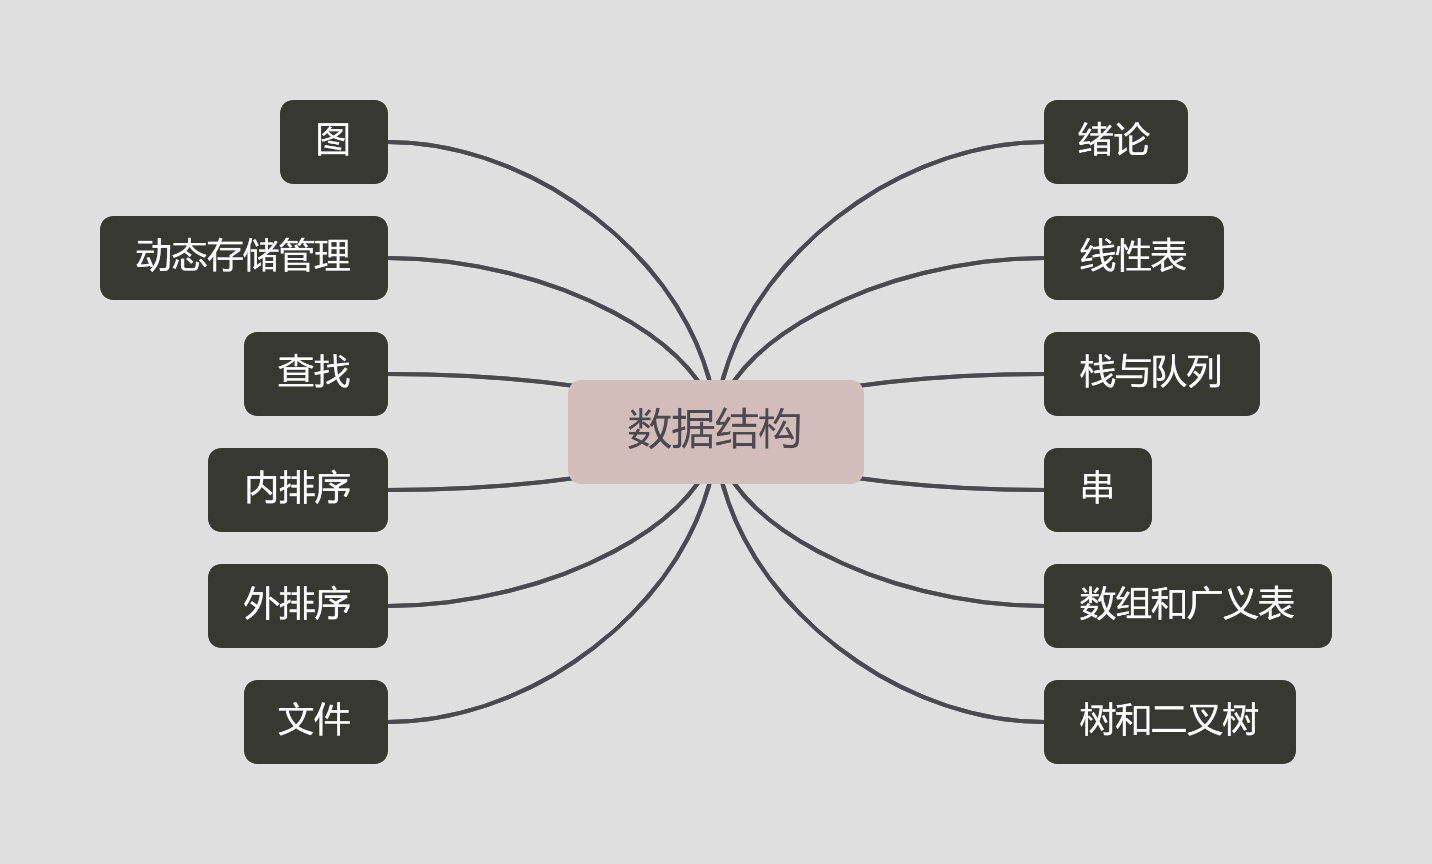 图
动态存储管理
查找
内排序
外排序
文件
数据结构
绪论
线性表
栈与队列
串
数组和广义表
树和二叉树